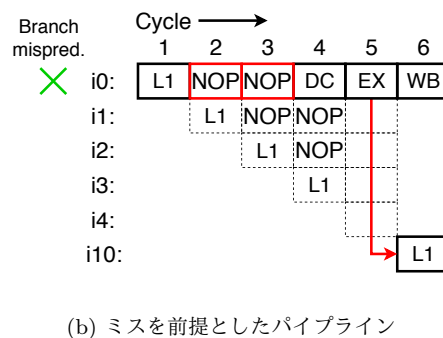 Branch mispred.
Cycle
1 2 3 4 5 6
i0: L1 NOP NOP DC EX WB
i1: L1 NOP NOP
i2: L1 NOP
i3: L1
i4:
i10: L1
(b) ミスを前提としたパイプライン